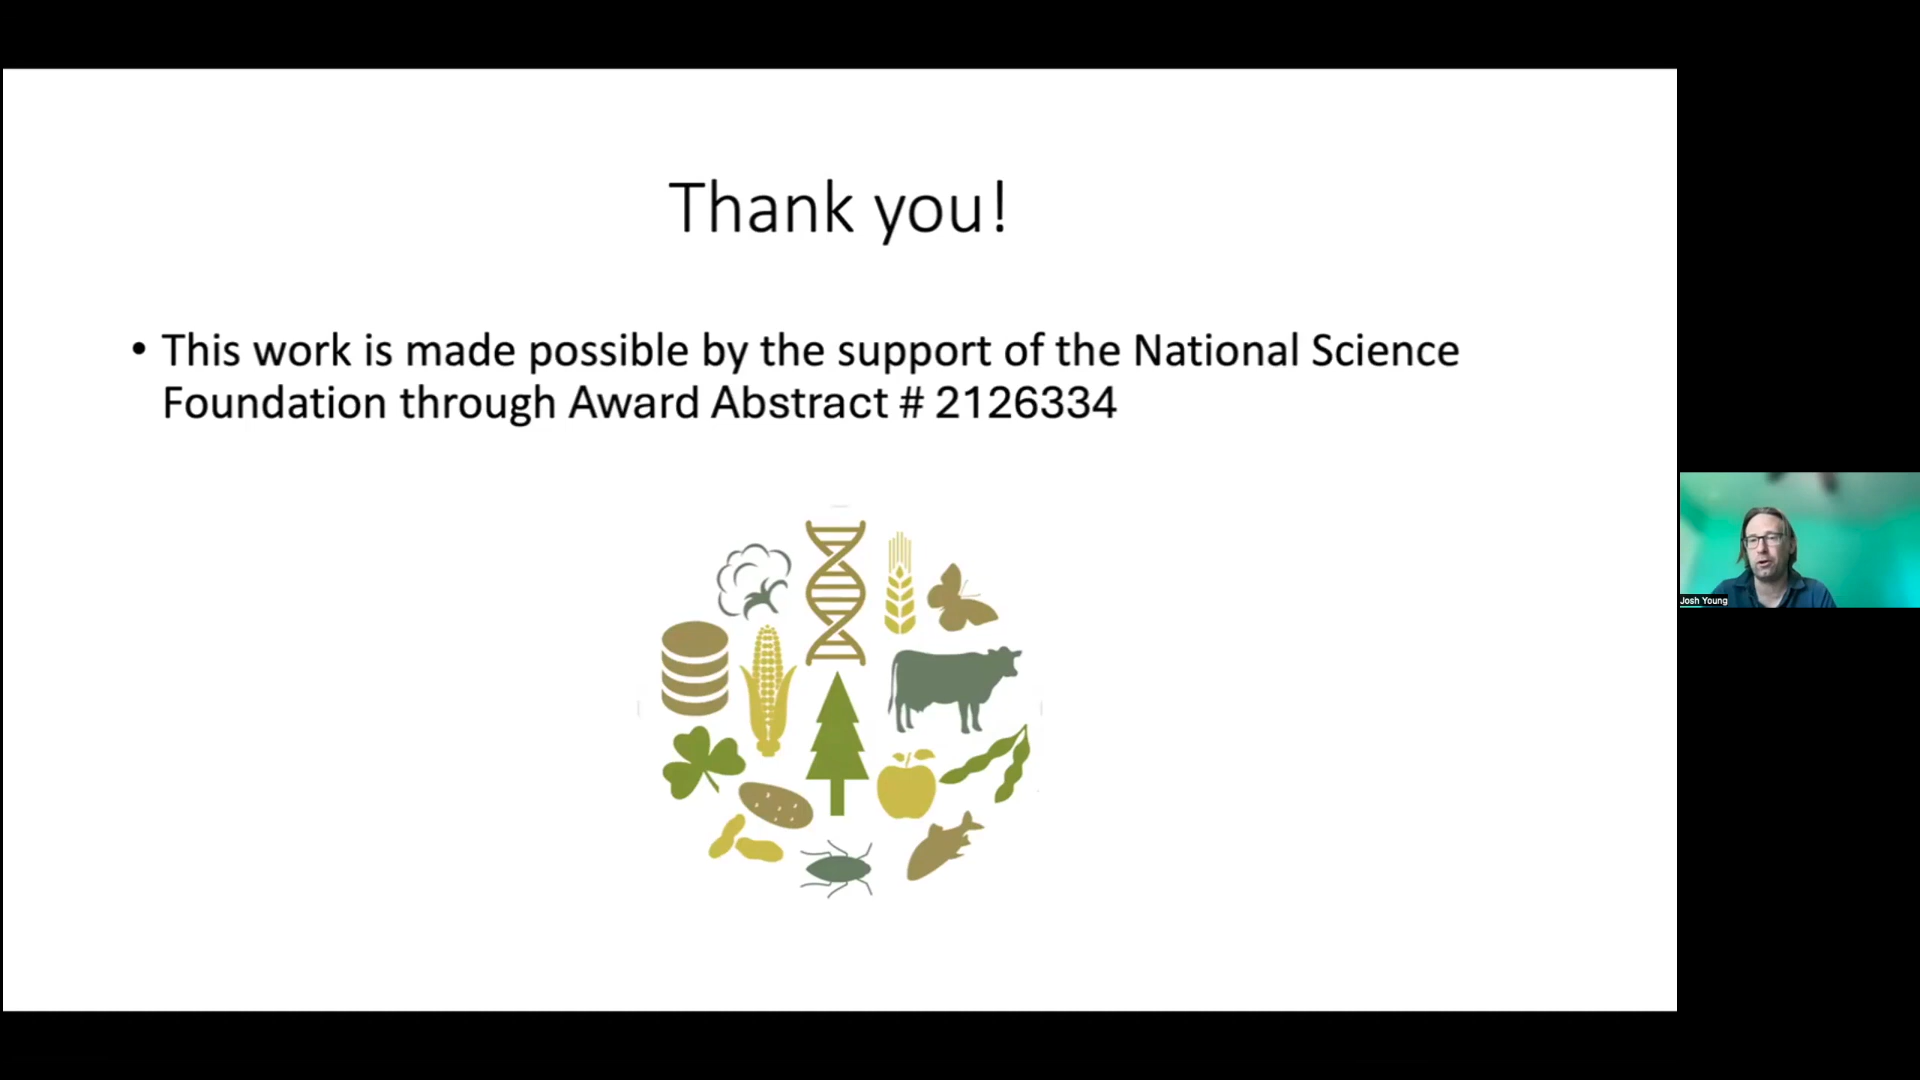 Thank you!
• This work is made possible by the support of the National Science
Foundation through Award Abstract # 2126334
Josh Young